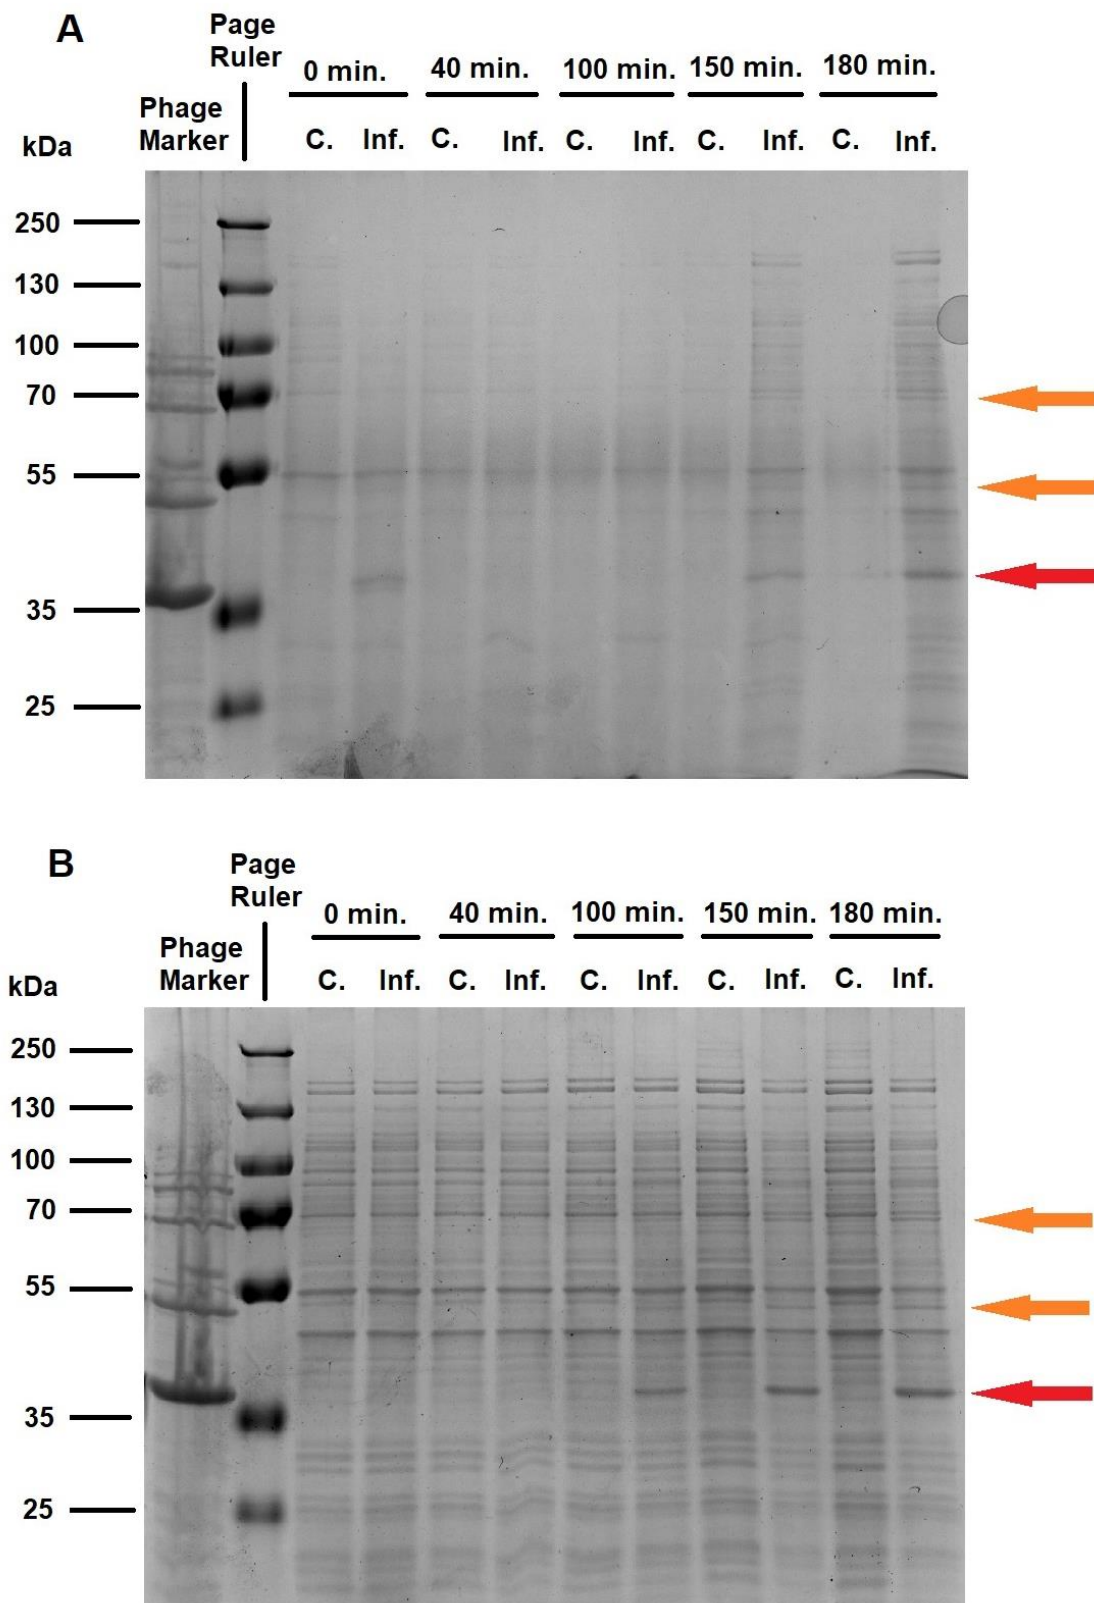 A
Page
Ruler
0 min. 40 min. 100 min. 150 min. 180 min.
Phage
Marker
kDa
C. Inf. C. Inf. C. Inf. C. Inf. C. Inf.
250
130
100
70
55
35
25
B
Page
Ruler
0 min. 40 min. 100 min. 150 min. 180 min.
Phage
Marker
kDa
C. Inf. C. Inf. C. Inf. C. Inf. C. Inf.
250
130
100
70
55
35
25